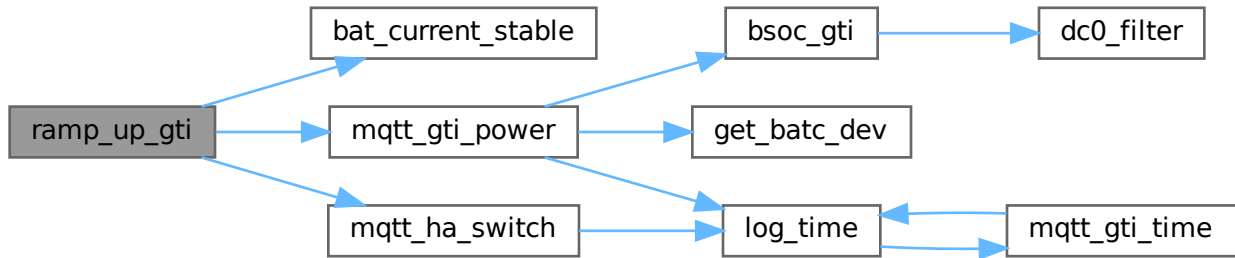 bat_current_stable
bsoc_gti
dc0_filter
ramp_up_gti
mqtt_gti_power
get_batc_dev
mqtt_ha_switch
log_time
mqtt_gti_time